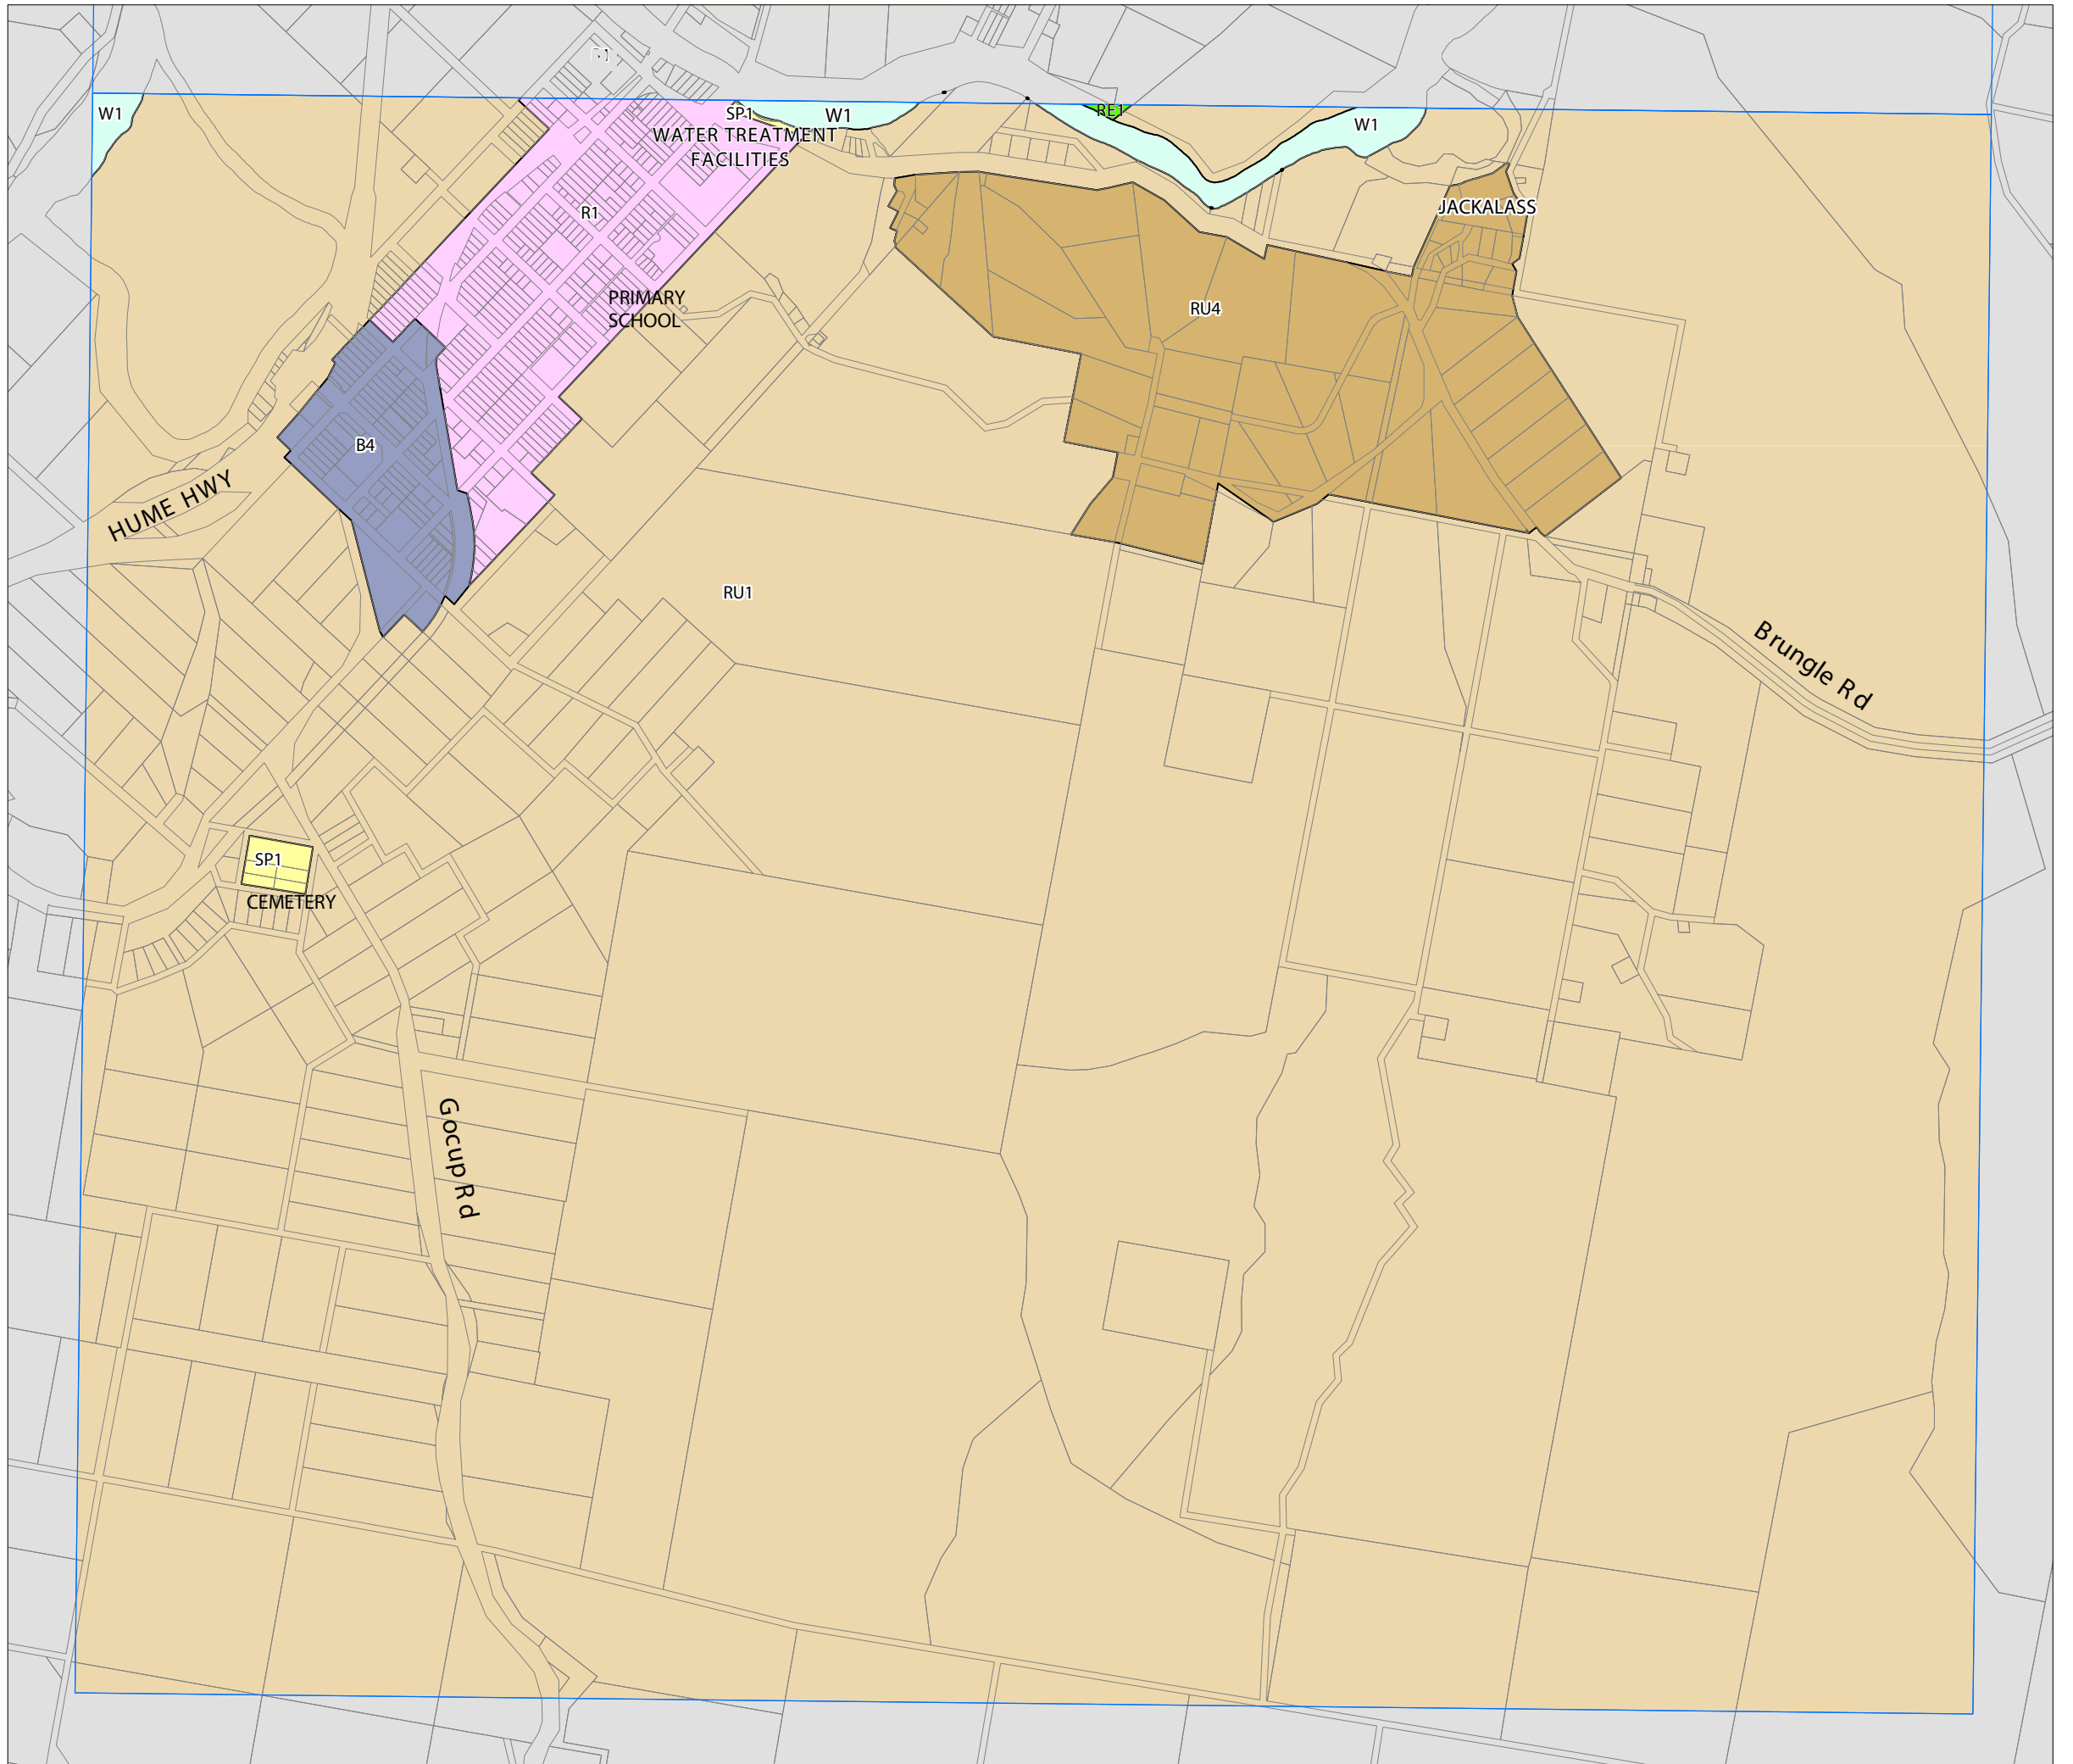 W1
SP1
W1
RE1
W1
WATER TREATMENT
FACILITIES
R1
JACKALASS
PRIMARY
SCHOOL
RU4
B4
HUME HWY
RU1
Brungle Rd
SP1
CEMETERY
Gocup Rd